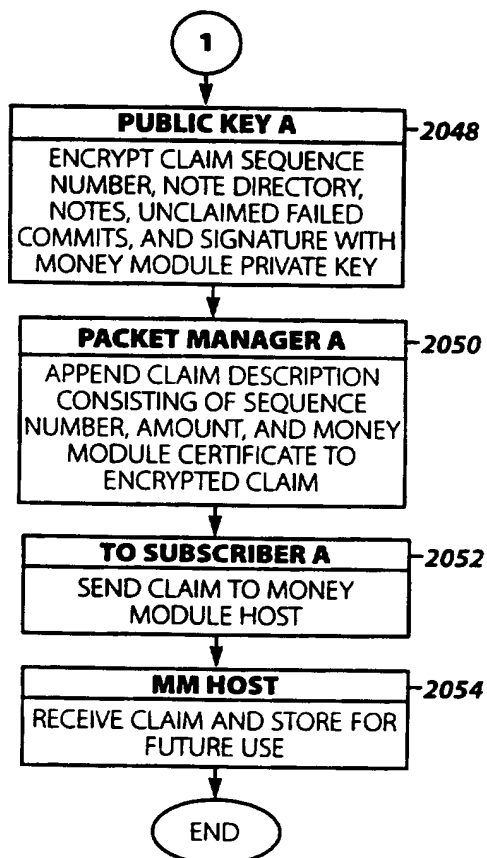 1
PUBLIC KEY A
2048
ENCRYPT CLAIM SEQUENCE
NUMBER, NOTE DIRECTORY,
NOTES, UNCLAIMED FAILED
COMMITS, AND SIGNATURE WITH
MONEY MODULE PRIVATE KEY
PACKET MANAGER A
2050
APPEND CLAIM DESCRIPTION
CONSISTING OF SEQUENCE
NUMBER, AMOUNT, AND MONEY
MODULE CERTIFICATE TO
ENCRYPTED CLAIM
TO SUBSCRIBER A
2052
SEND CLAIM TO MONEY
MODULE HOST
MM HOST
2054
RECEIVE CLAIM AND STORE FOR
FUTURE USE
END